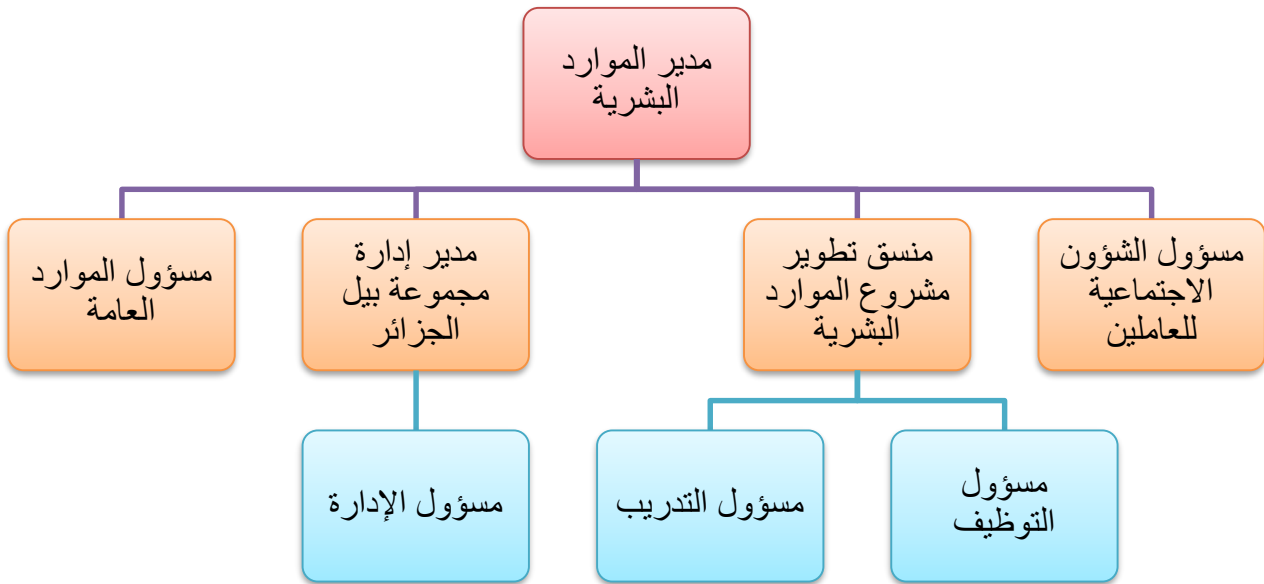 مدير الموارد
البشرية
مسؤول الشؤون
الاجتماعية
للعاملين
منسق تطوير
مشروع الموارد
البشرية
مدير إدارة
مجموعة بيل
الجزائر
مسؤول الموارد
العامة
مسؤول
التوظيف
مسؤول التدريب
مسؤول الإدارة